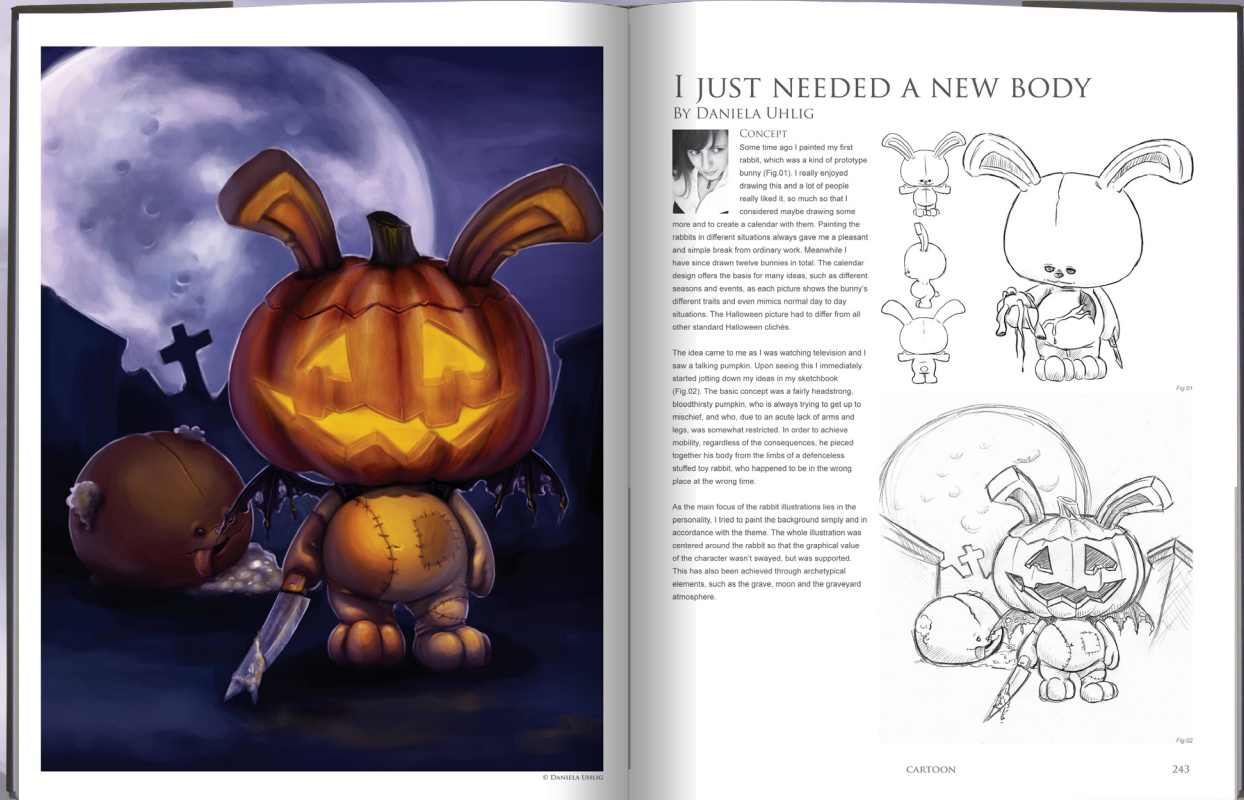 © Daniela Uhlig
I just needed a new body
By Daniela Uhlig
Concept
Some time ago I painted my first
rabbit, which was a kind of prototype
bunny (Fig.01). I really enjoyed
drawing this and a lot of people
really liked it, so much so that I
considered maybe drawing some
more and to create a calendar with them. Painting the
rabbits in different situations always gave me a pleasant
and simple break from ordinary work. Meanwhile I
have since drawn twelve bunnies in total. The calendar
design offers the basis for many ideas, such as different
seasons and events, as each picture shows the bunny's
different traits and even mimics normal day to day
situations. The Halloween picture had to differ from all
other standard Halloween clichés.
The idea came to me as I was watching television and I
saw a talking pumpkin. Upon seeing this I immediately
started jotting down my ideas in my sketchbook
(Fig.02). The basic concept was a fairly headstrong,
bloodthirsty pumpkin, who is always trying to get up to
mischief, and who, due to an acute lack of arms and
legs, was somewhat restricted. In order to achieve
mobility, regardless of the consequences, he pieced
together his body from the limbs of a defenceless
stuffed toy rabbit, who happened to be in the wrong
place at the wrong time.
As the main focus of the rabbit illustrations lies in the
personality, I tried to paint the background simply and in
accordance with the theme. The whole illustration was
centered around the rabbit so that the graphical value
of the character wasn't swayed, but was supported.
This has also been achieved through archetypical
elements, such as the grave, moon and the graveyard
atmosphere.
Fig.01
Fig.02
cartoon
243